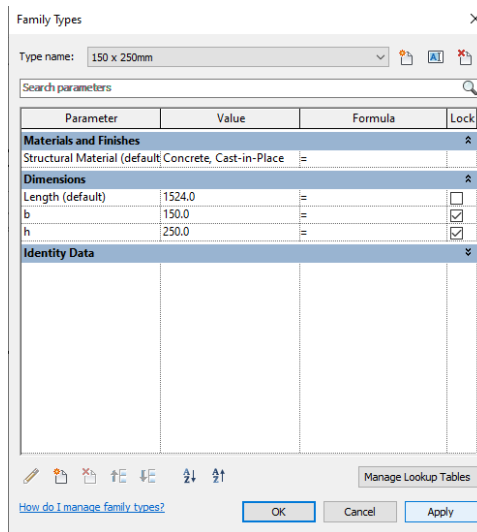 Family Types
Type name: 150 x 250mm
Search parameters
Parameter Value Formula Lock
Materials and Finishes
Structural Material (default Concrete, Cast-in-Place =
Dimensions
Length (default) 1524.0 =
b 150.0 =
h 250.0 =
Identity Data
Manage Lookup Tables
How do I manage family types? OK Cancel Apply